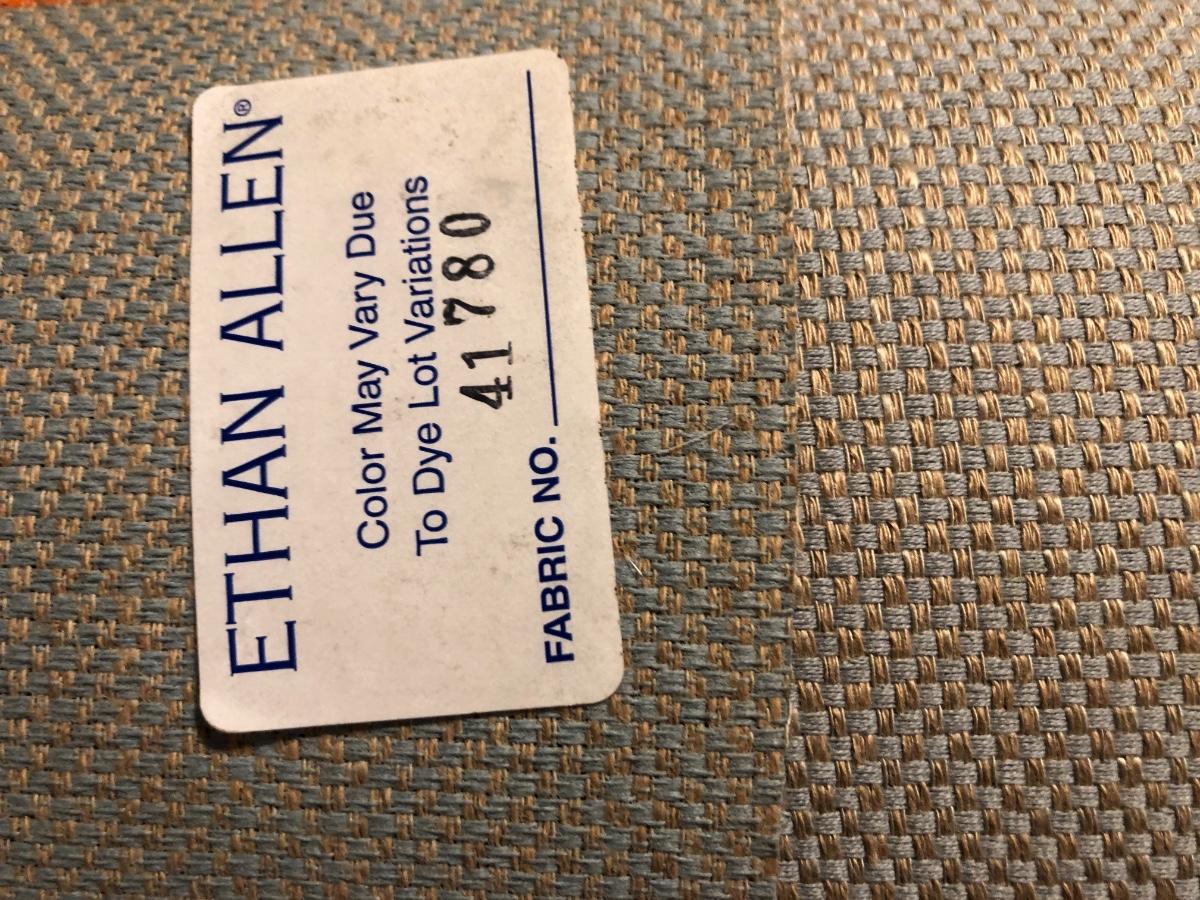 ETHAN ALLEN®
Color May Vary Due
To Dye Lot Variations
41780
FABRIC NO.